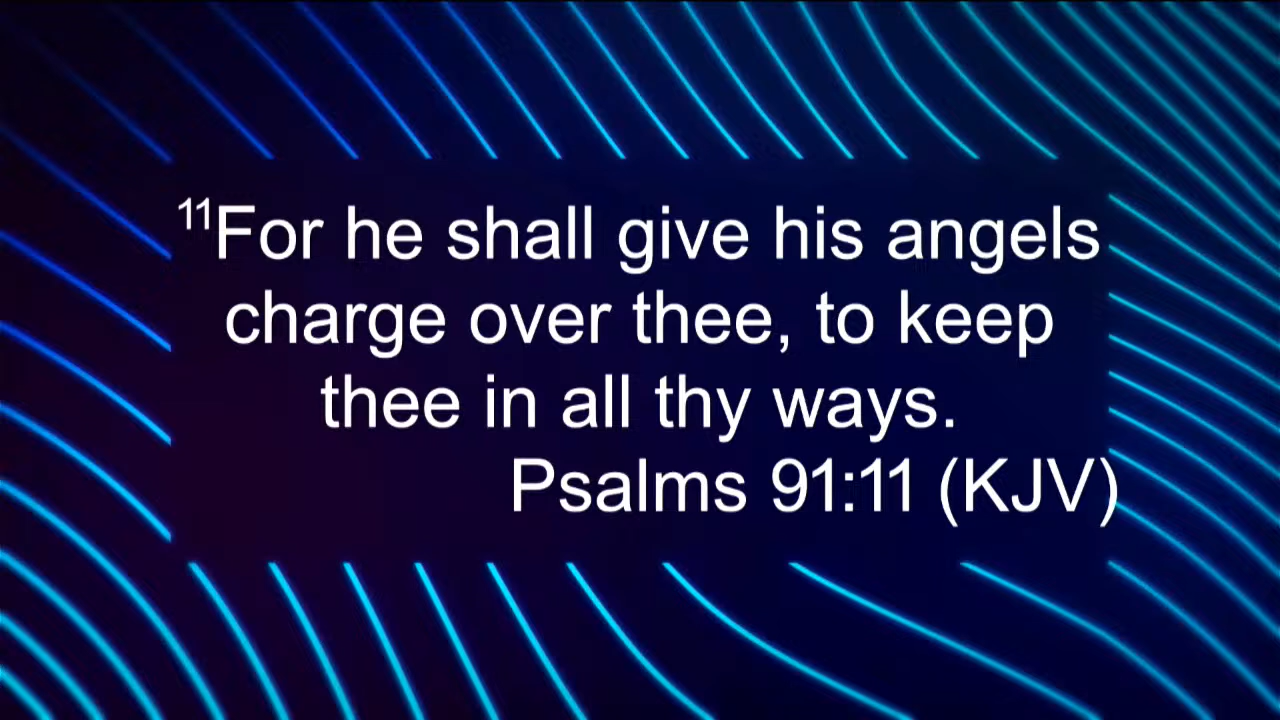 ¹¹For he shall give his angels
charge over thee, to keep
thee in all thy ways.
Psalms 91:11 (KJV)